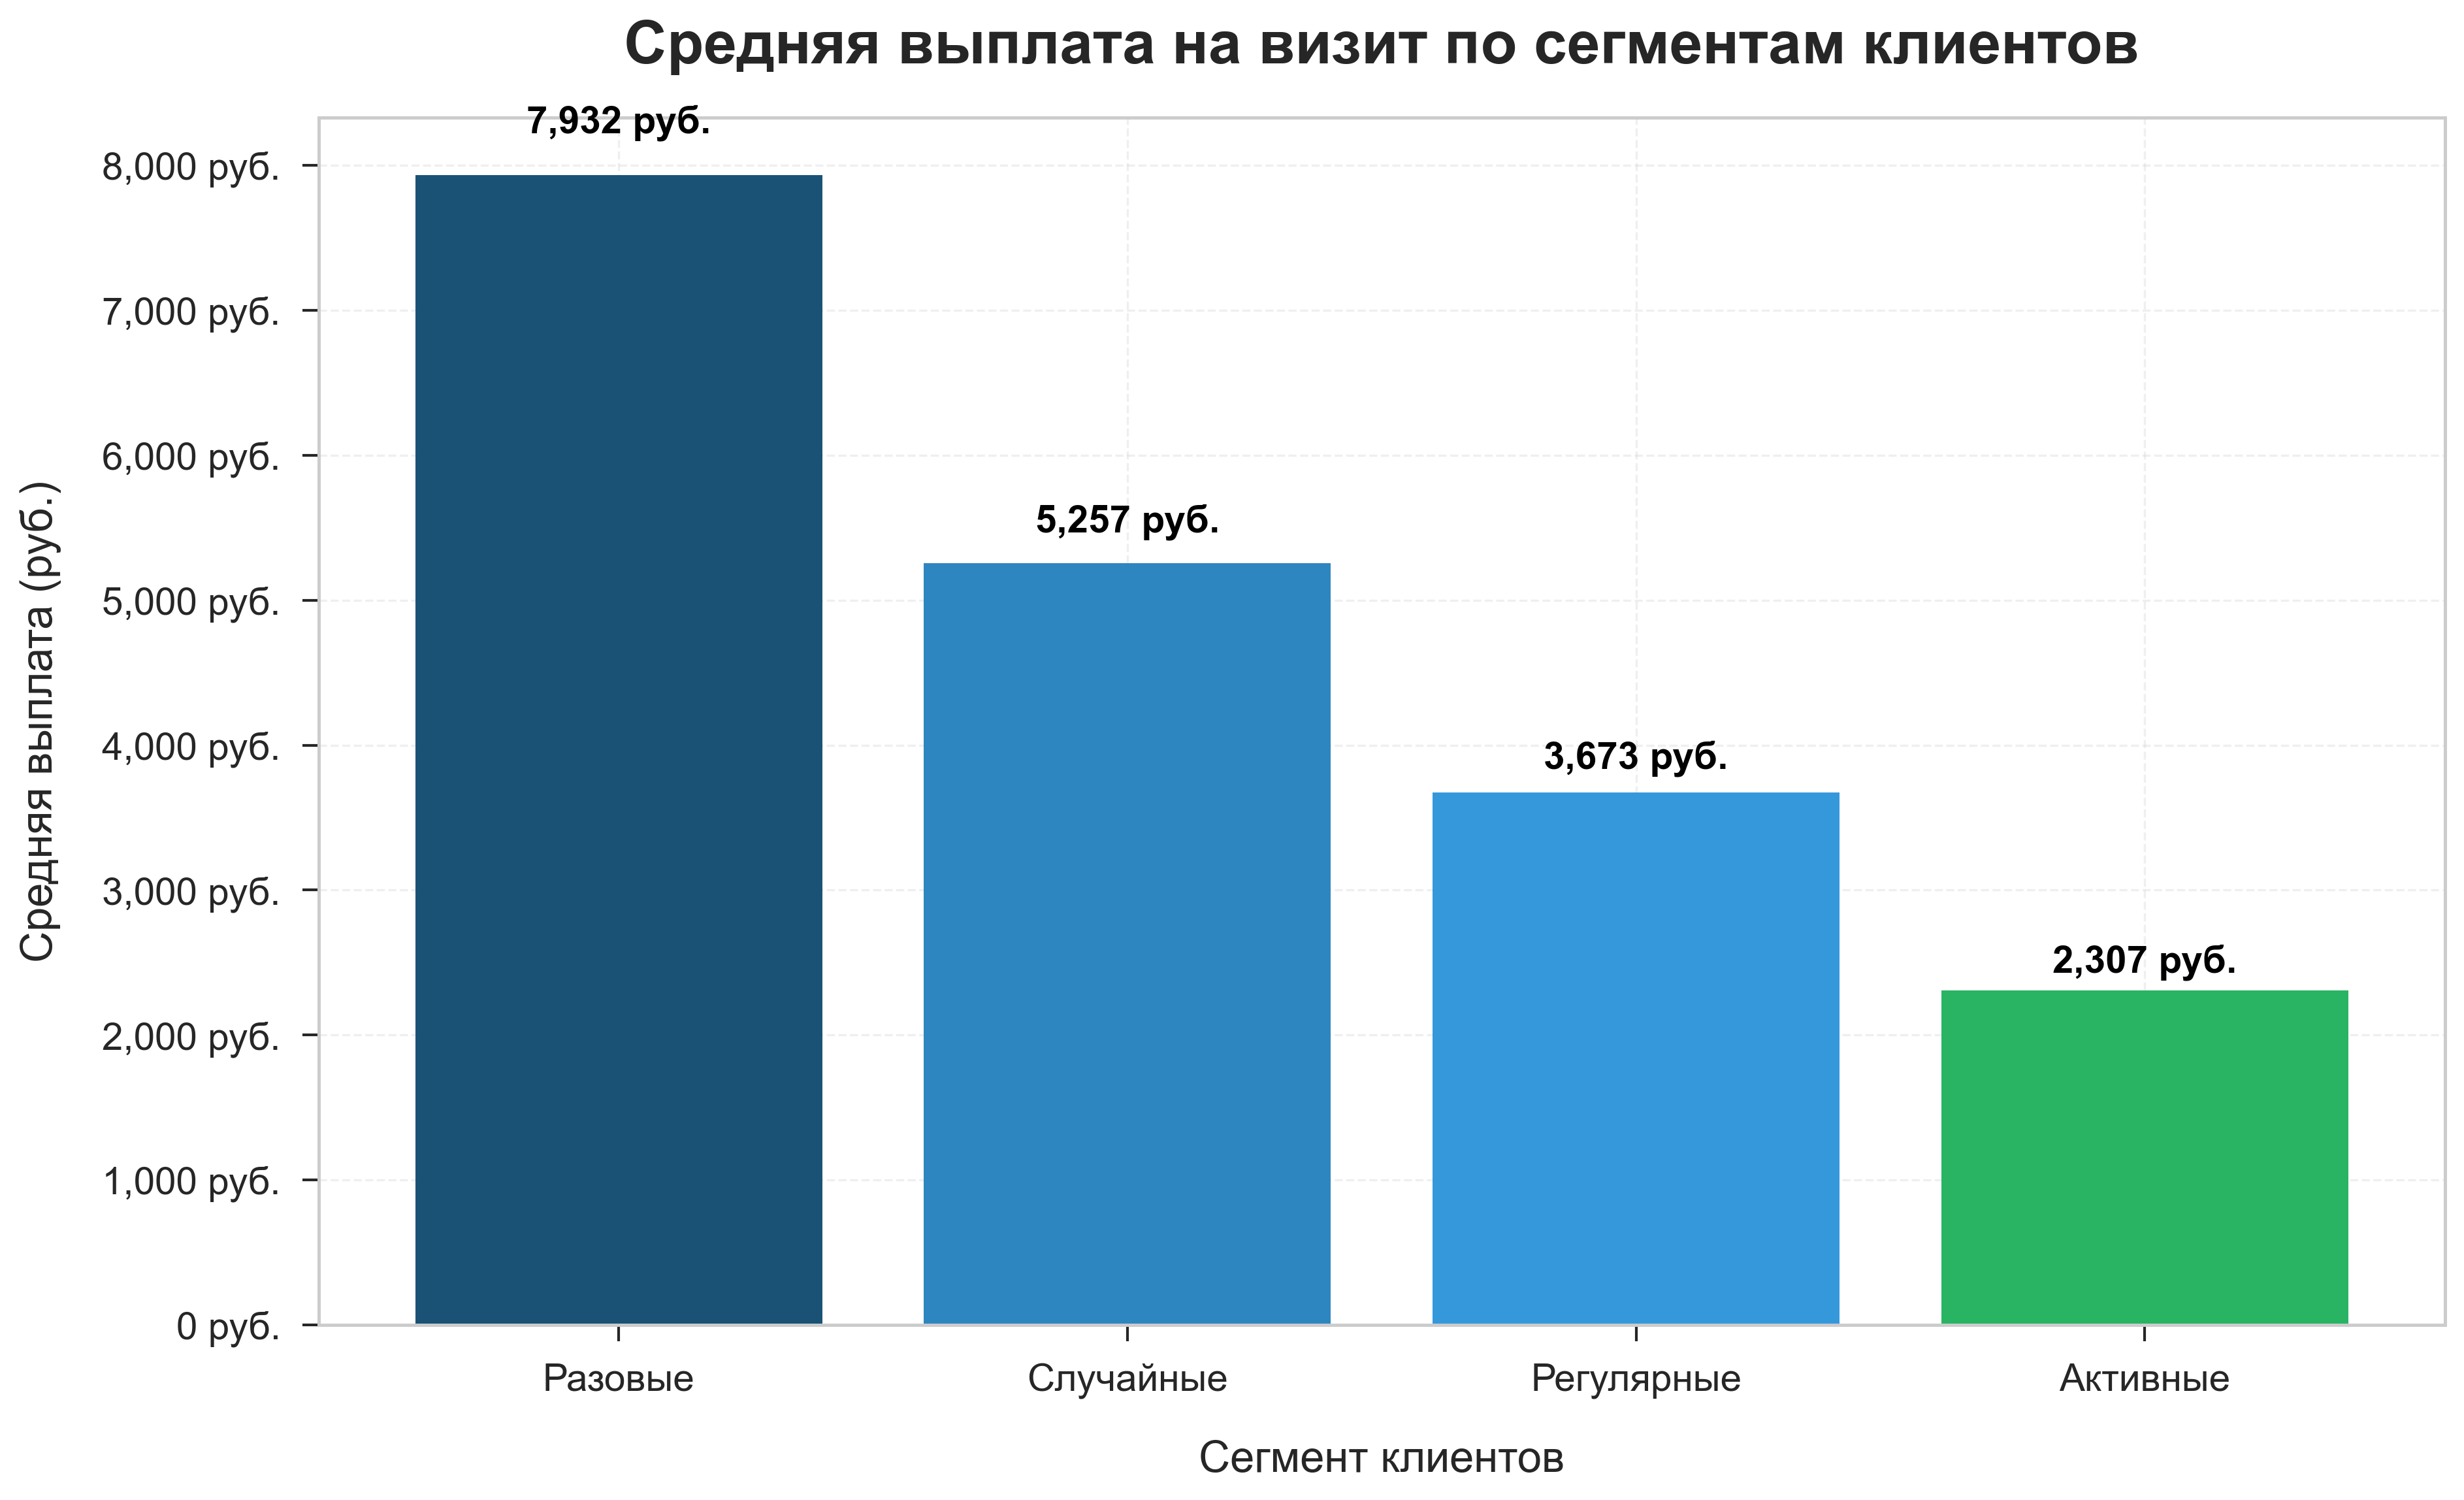 Средняя выплата на визит по сегментам клиентов
7,932 руб.
5,257 руб.
3,673 руб.
2,307 руб.
8,000 руб.
7,000 руб.
6,000 руб.
5,000 руб.
4,000 руб.
3,000 руб.
2,000 руб.
1,000 руб.
0 руб.
Средняя выплата (руб.)
Разовые
Случайные
Регулярные
Активные
Сегмент клиентов